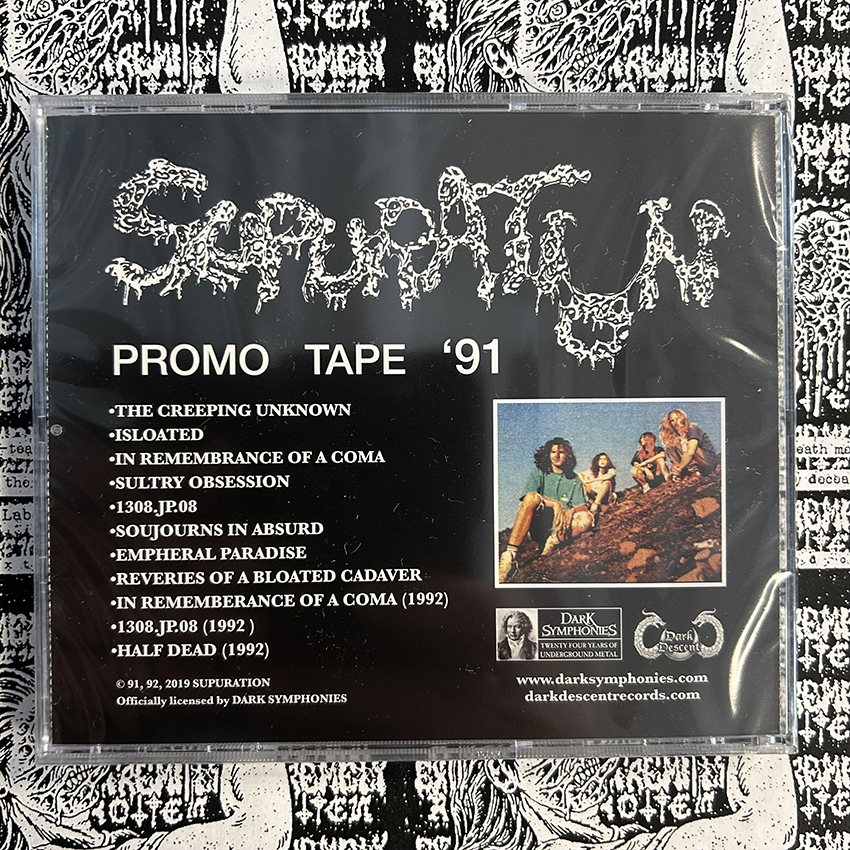 EXTREMELY
ROTTEN
SUPURATION
PROMO TAPE ‘91
•THE CREEPING UNKNOWN
•ISLOATED
•IN REMEMBRANCE OF A COMA
•SULTRY OBSESSION
•1308.JP.08
•SOUJOURNS IN ABSURD
•EMPHERAL PARADISE
•REVERIES OF A BLOATED CADAVER
•IN REMEMBERANCE OF A COMA (1992)
•1308.JP.08 (1992 )
•HALF DEAD (1992)
© 91, 92, 2019 SUPURATION
Officially licensed by DARK SYMPHONIES
DARK
SYMPHONIES
TWENTY FOUR YEARS OF
UNDERGROUND METAL
Dark
Descent
www.darksymphonies.com
darkdescentrecords.com